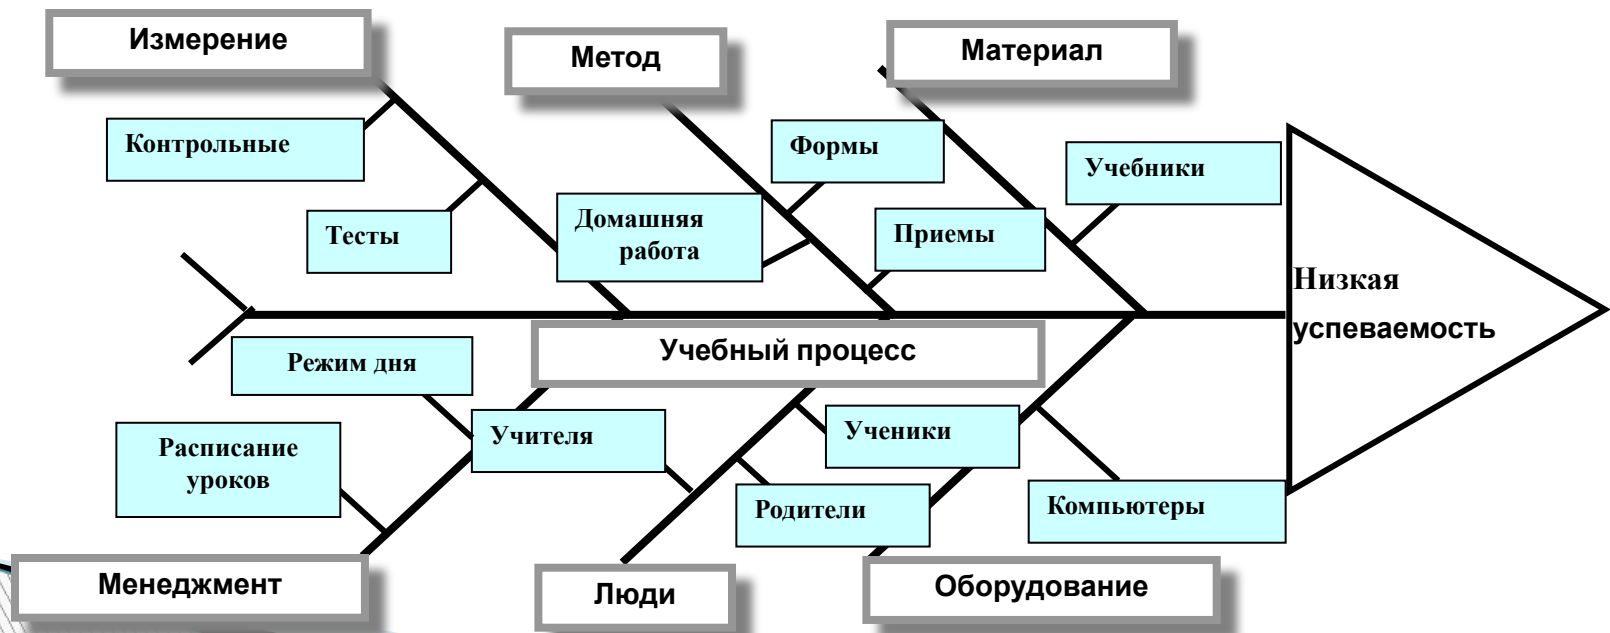 Измерение
Метод
Материал
Контрольные
Формы
Учебники
Тесты
Домашняя
работа
Приемы
Низкая
успеваемость
Учебный процесс
Режим дня
Учителя
Ученики
Расписание
уроков
Родители
Компьютеры
Менеджмент
Люди
Оборудование